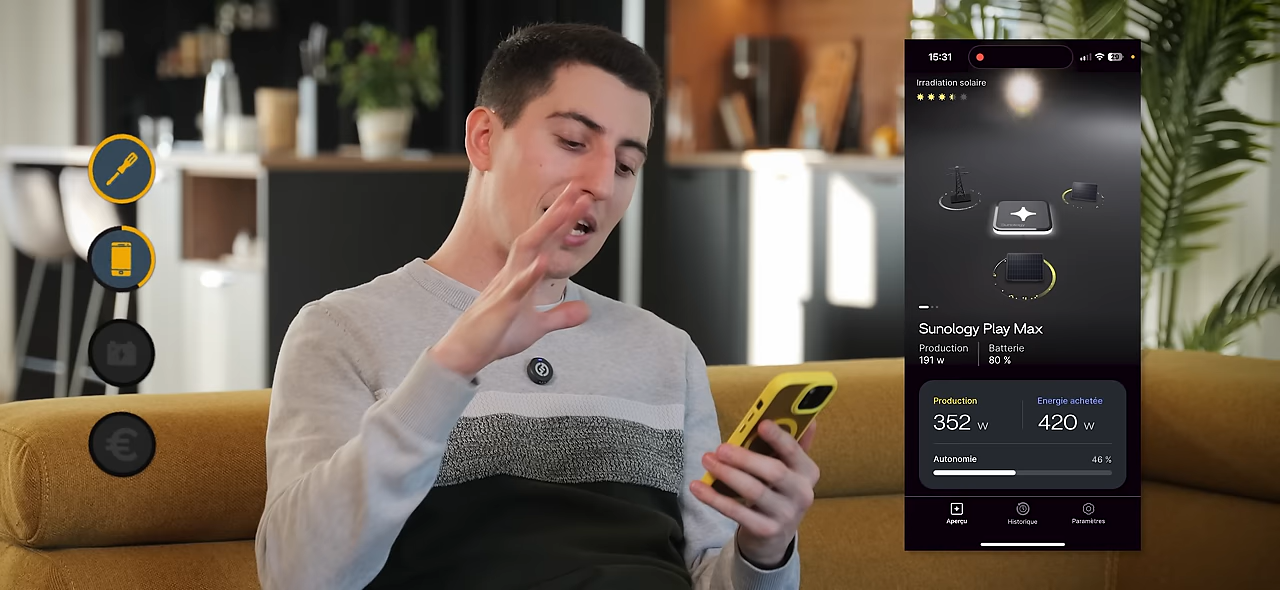 15:31
29
Irradiation solaire
Sunology Play Max
Production Batterie
191 w 80 %
Production Energie achetée
352 w 420 w
Autonomie 46 %
Aperçu Historique Paramètres
€